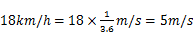 18km/h = 18 × 1/3.6 m/s = 5m/s